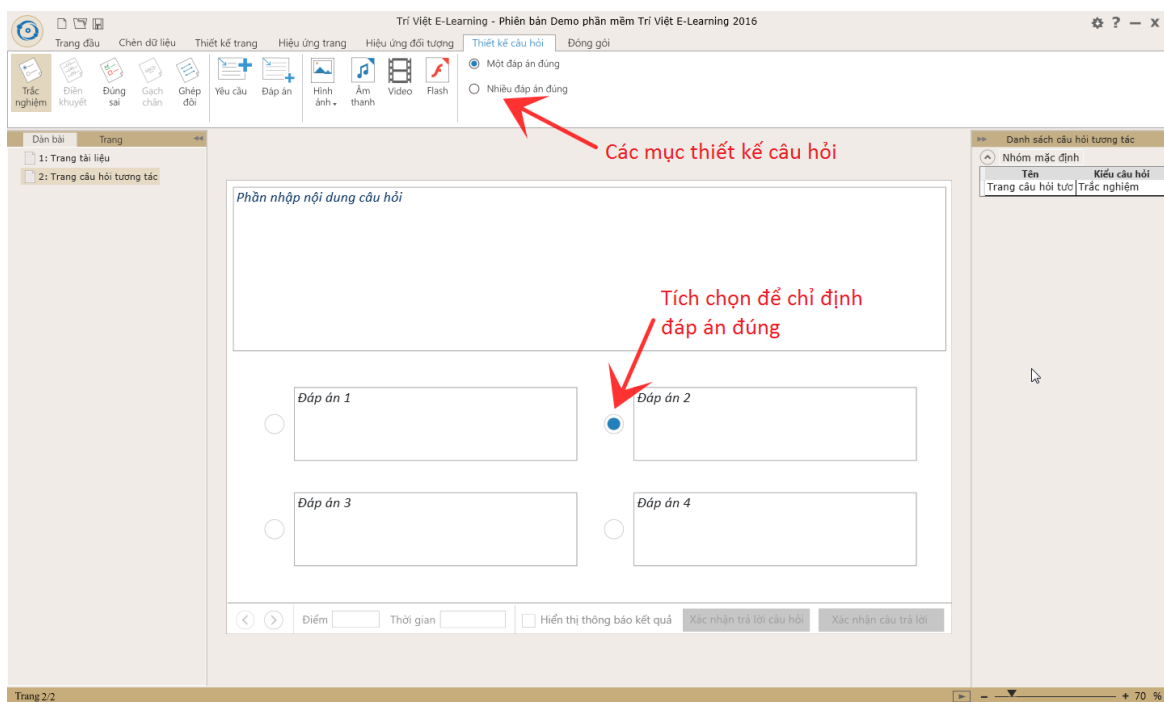 Trí Việt E-Learning - Phiên bản Demo phần mềm Trí Việt E-Learning 2016
? — x
Trang đầu Chèn dữ liệu Thiết kế trang Hiệu ứng trang Hiệu ứng đối tượng Thiết kế câu hỏi Đóng gói
Trắc nghiệm
Điền khuyết
Đúng sai
Gạch chân
Ghép đôi
Yêu cầu
Đáp án
Hình ảnh
Âm thanh
Video
Flash
Một đáp án đúng
Nhiều đáp án đúng
Các mục thiết kế câu hỏi
Dàn bài Trang
1: Trang tài liệu
2: Trang câu hỏi tương tác
Danh sách câu hỏi tương tác
Nhóm mặc định
Tên Kiểu câu hỏi
Trang câu hỏi tươ Trắc nghiệm
Phần nhập nội dung câu hỏi
Tích chọn để chỉ định
đáp án đúng
Đáp án 1
Đáp án 2
Đáp án 3
Đáp án 4
Điểm Thời gian Hiển thị thông báo kết quả Xác nhận trả lời câu hỏi Xác nhận câu trả lời
Trang 2/2
– + 70 %